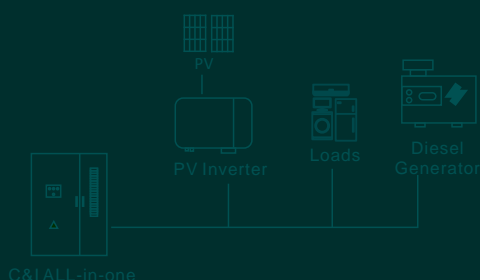 PV
PV Inverter
Loads
Diesel
Generator
C&I ALL-in-one